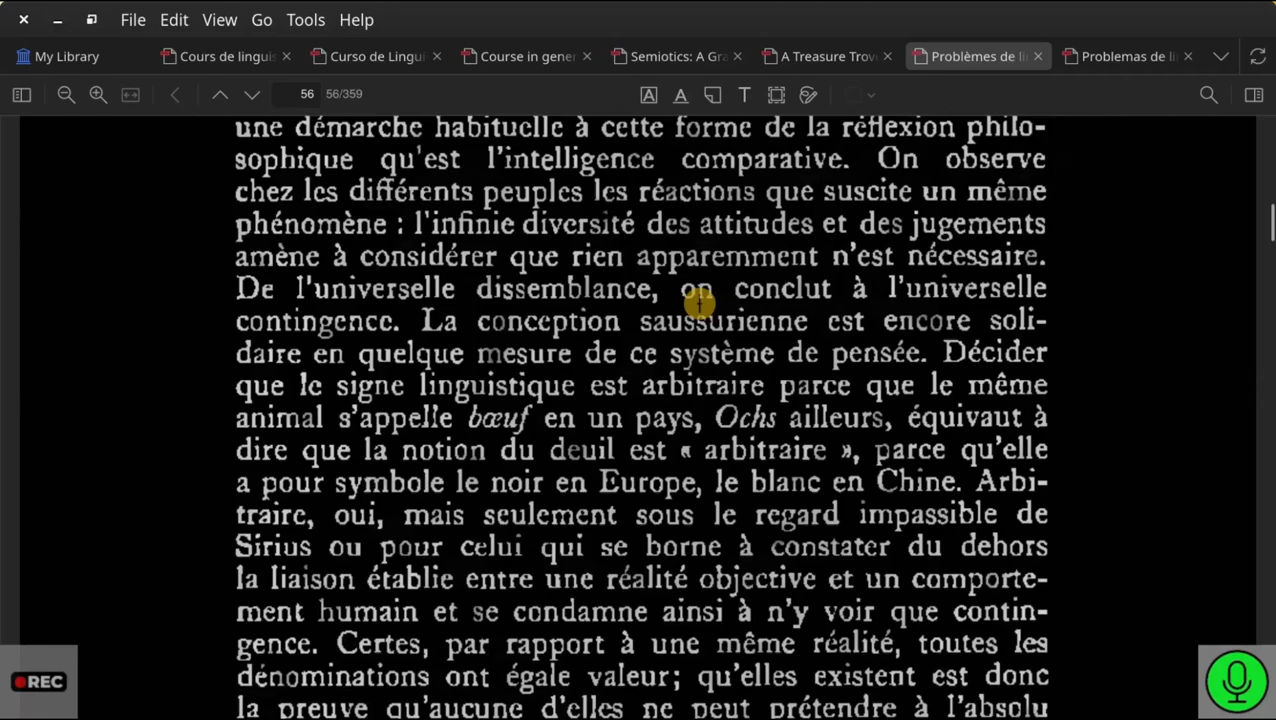 File Edit View Go Tools Help
My Library Cours de linguis Curso de Lingui Course in gener Semiotics: A Gra A Treasure Trov Problèmes de li Problemas de li
56 56/359
une démarche habituelle à cette forme de la réflexion philo-
sophique qu'est l'intelligence comparative. On observe
chez les différents peuples les réactions que suscite un même
phénomène : l'infinie diversité des attitudes et des jugements
amène à considérer que rien apparemment n'est nécessaire.
De l'universelle dissemblance, on conclut à l'universelle
contingence. La conception saussurienne est encore soli-
daire en quelque mesure de ce système de pensée. Décider
que le signe linguistique est arbitraire parce que le même
animal s'appelle bœuf en un pays, Ochs ailleurs, équivaut à
dire que la notion du deuil est « arbitraire », parce qu'elle
a pour symbole le noir en Europe, le blanc en Chine. Arbi-
traire, oui, mais seulement sous le regard impassible de
Sirius ou pour celui qui se borne à constater du dehors
la liaison établie entre une réalité objective et un comporte-
ment humain et se condamne ainsi à n'y voir que contin-
gence. Certes, par rapport à une même réalité, toutes les
dénominations ont égale valeur; qu'elles existent est donc
la preuve qu'aucune d'elles ne peut prétendre à l'absolu
REC